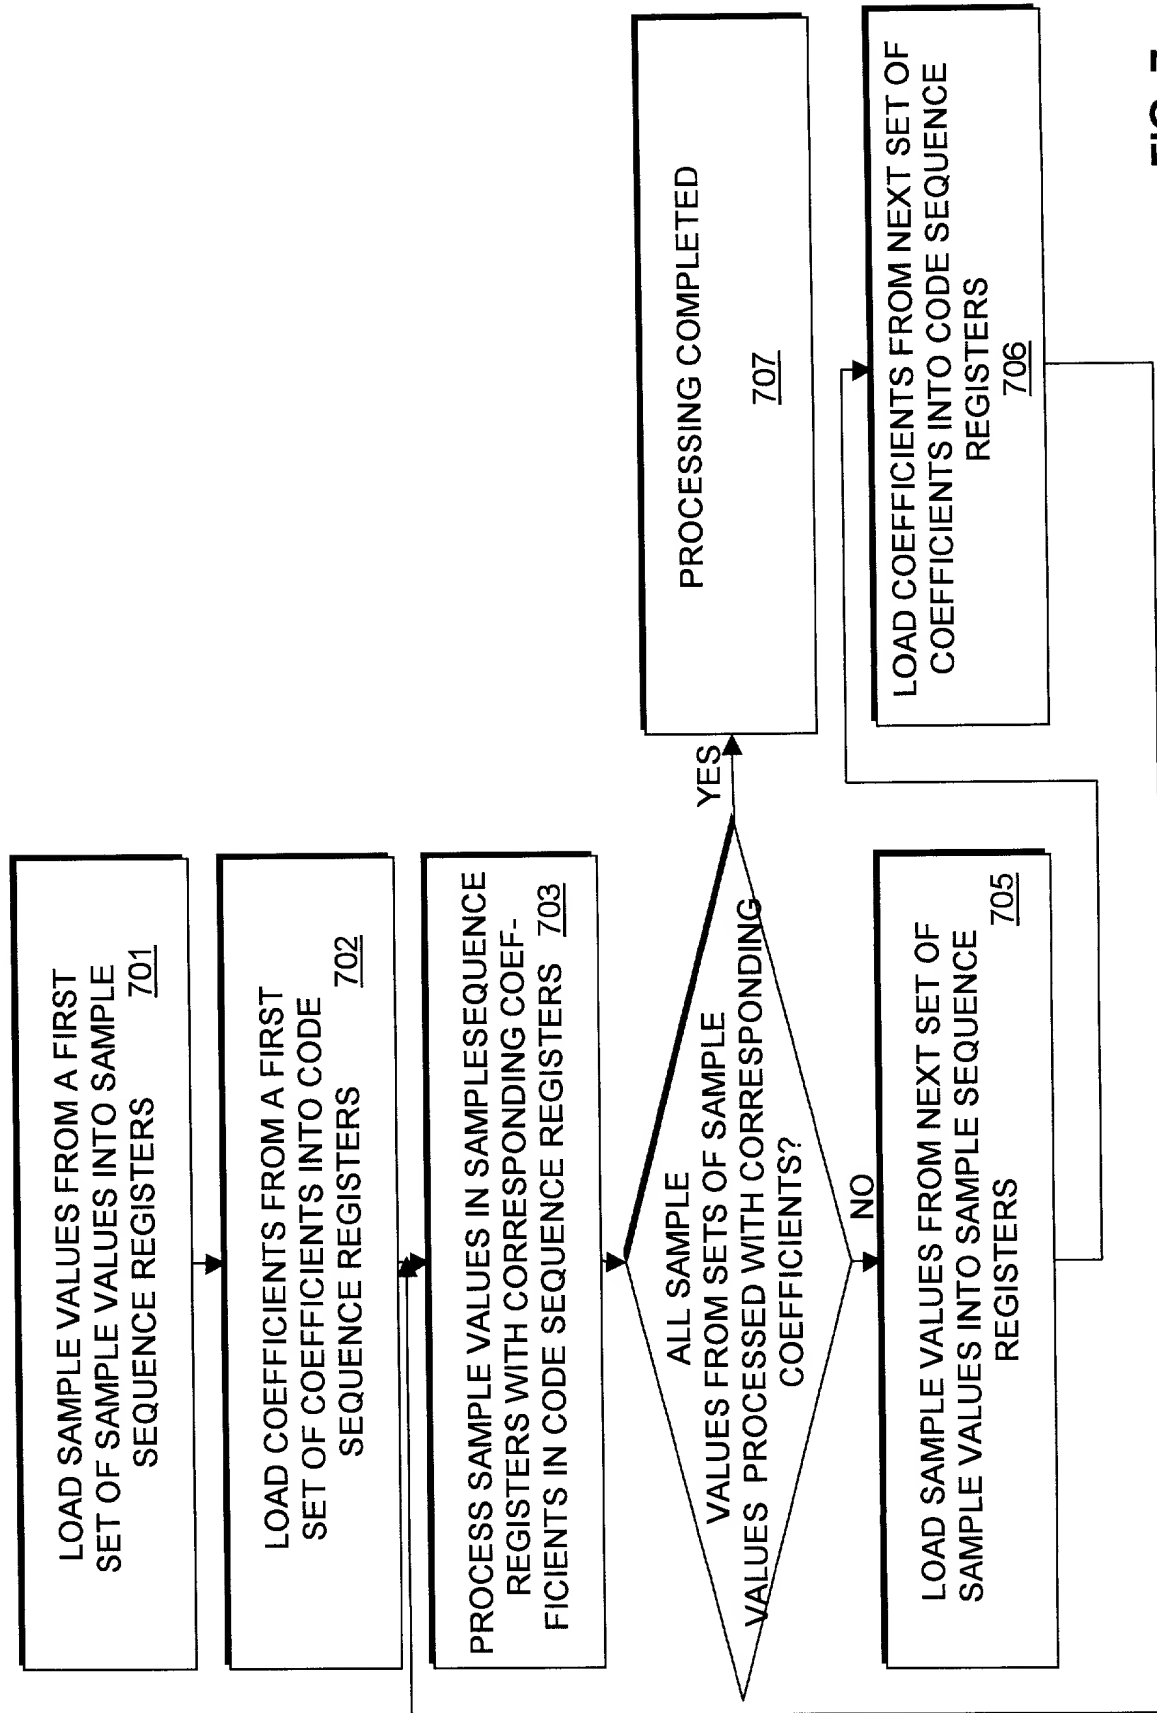 LOAD SAMPLE VALUES FROM A FIRST
SET OF SAMPLE VALUES INTO SAMPLE
SEQUENCE REGISTERS
701
LOAD COEFFICIENTS FROM A FIRST
SET OF COEFFICIENTS INTO CODE
SEQUENCE REGISTERS
702
PROCESS SAMPLE VALUES IN SAMPLESEQUENCE
REGISTERS WITH CORRESPONDING COEF-
FICIENTS IN CODE SEQUENCE REGISTERS
703
ALL SAMPLE
VALUES FROM SETS OF SAMPLE
VALUES PROCESSED WITH CORRESPONDING
COEFFICIENTS?
YES
PROCESSING COMPLETED
707
NO
LOAD SAMPLE VALUES FROM NEXT SET OF
SAMPLE VALUES INTO SAMPLE SEQUENCE
REGISTERS
705
LOAD COEFFICIENTS FROM NEXT SET OF
COEFFICIENTS INTO CODE SEQUENCE
REGISTERS
706